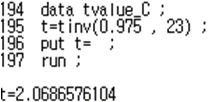 194 data tvalue_C ;
195 t=tinv(0.975 , 23) ;
196 put t= ;
197 run ;
t=2.0686576104